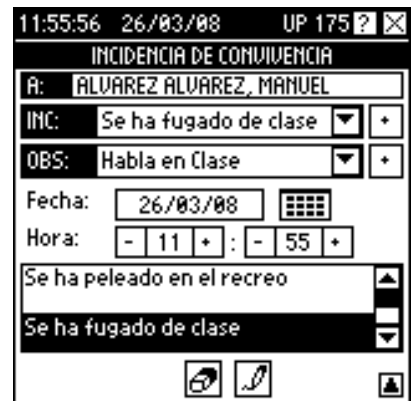 11:55:56 26/03/08 UP 175 ?
INCIDENCIA DE CONVIVENCIA
A: ALVAREZ ALVAREZ, MANUEL
INC: Se ha fugado de clase +
OBS: Habla en Clase +
Fecha: 26/03/08
Hora: - 11 + : - 55 +
Se ha peleado en el recreo
Se ha fugado de clase